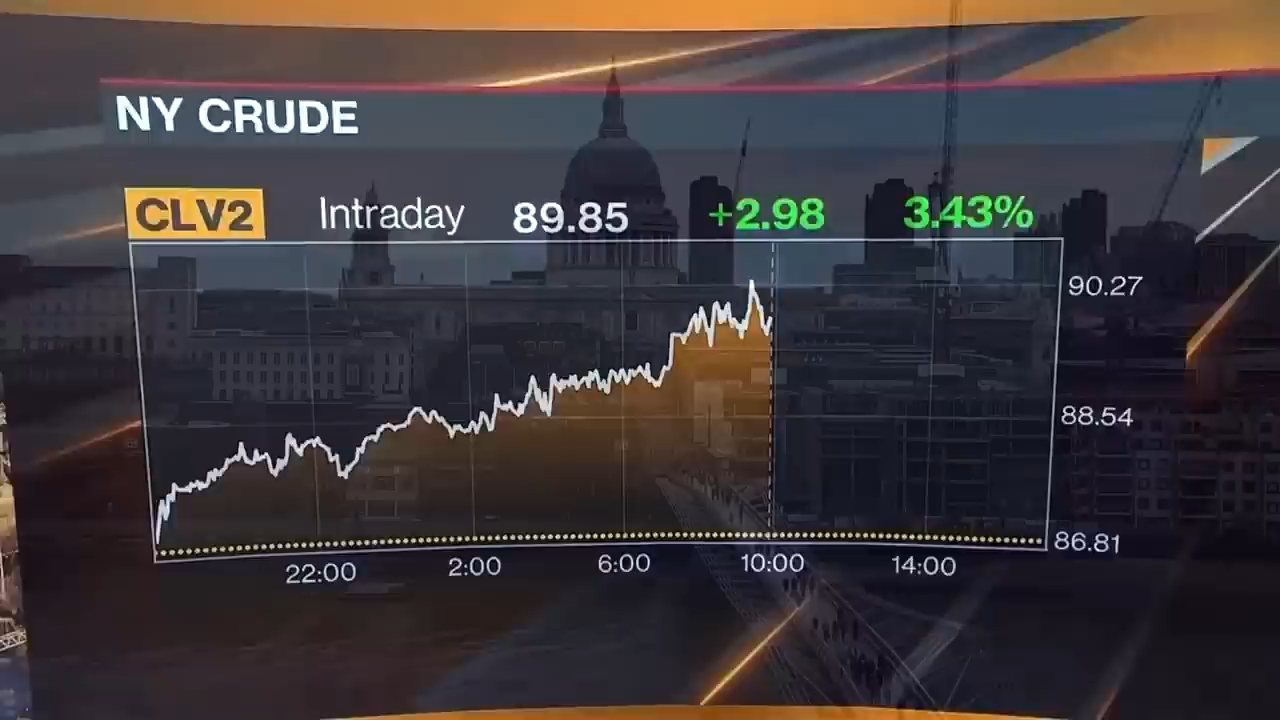 NY CRUDE
CLV2 Intraday 89.85 +2.98 3.43%
90.27
88.54
86.81
22:00 2:00 6:00 10:00 14:00